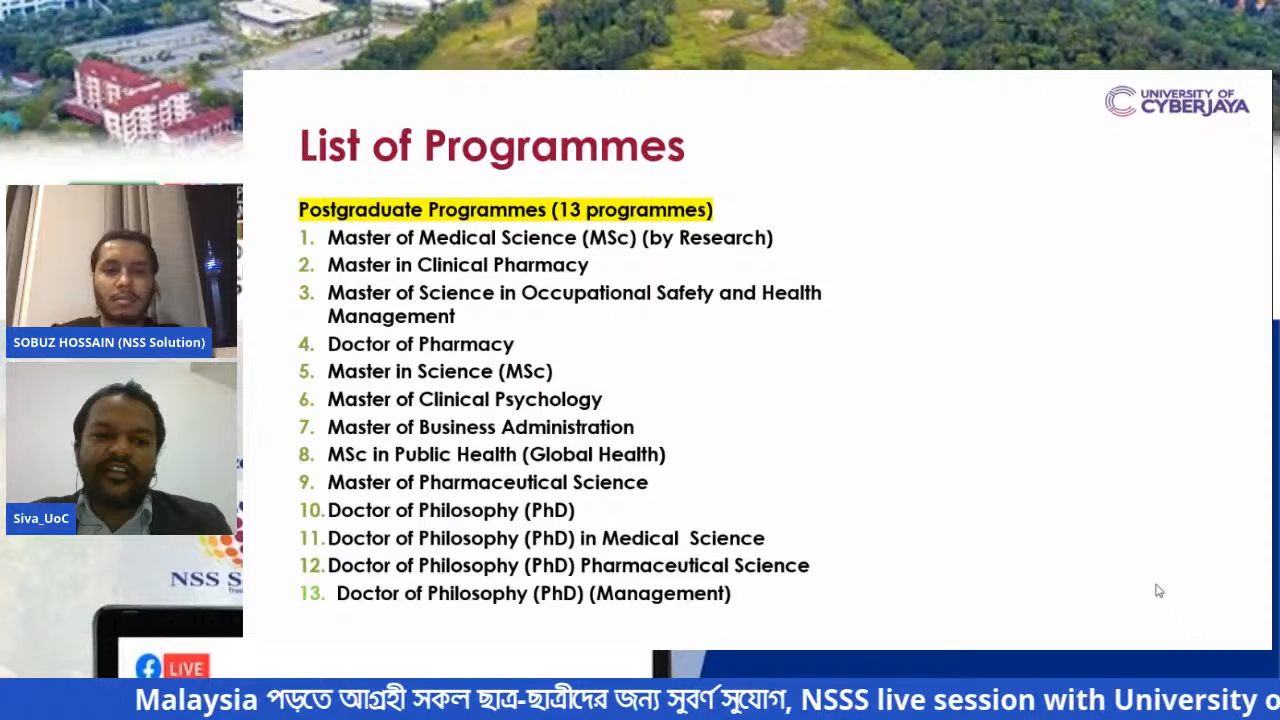 UNIVERSITY OF
CYBERJAYA
List of Programmes
Postgraduate Programmes (13 programmes)
1. Master of Medical Science (MSc) (by Research)
2. Master in Clinical Pharmacy
3. Master of Science in Occupational Safety and Health
Management
4. Doctor of Pharmacy
5. Master in Science (MSc)
6. Master of Clinical Psychology
7. Master of Business Administration
8. MSc in Public Health (Global Health)
9. Master of Pharmaceutical Science
10. Doctor of Philosophy (PhD)
11. Doctor of Philosophy (PhD) in Medical Science
12. Doctor of Philosophy (PhD) Pharmaceutical Science
13. Doctor of Philosophy (PhD) (Management)
SOBUZ HOSSAIN (NSS Solution)
Siva_UoC
NSS S
LIVE
Malaysia পড়তে আগ্রহী সকল ছাত্র-ছাত্রীদের জন্য সুবর্ণ সুযোগ, NSSS live session with University o